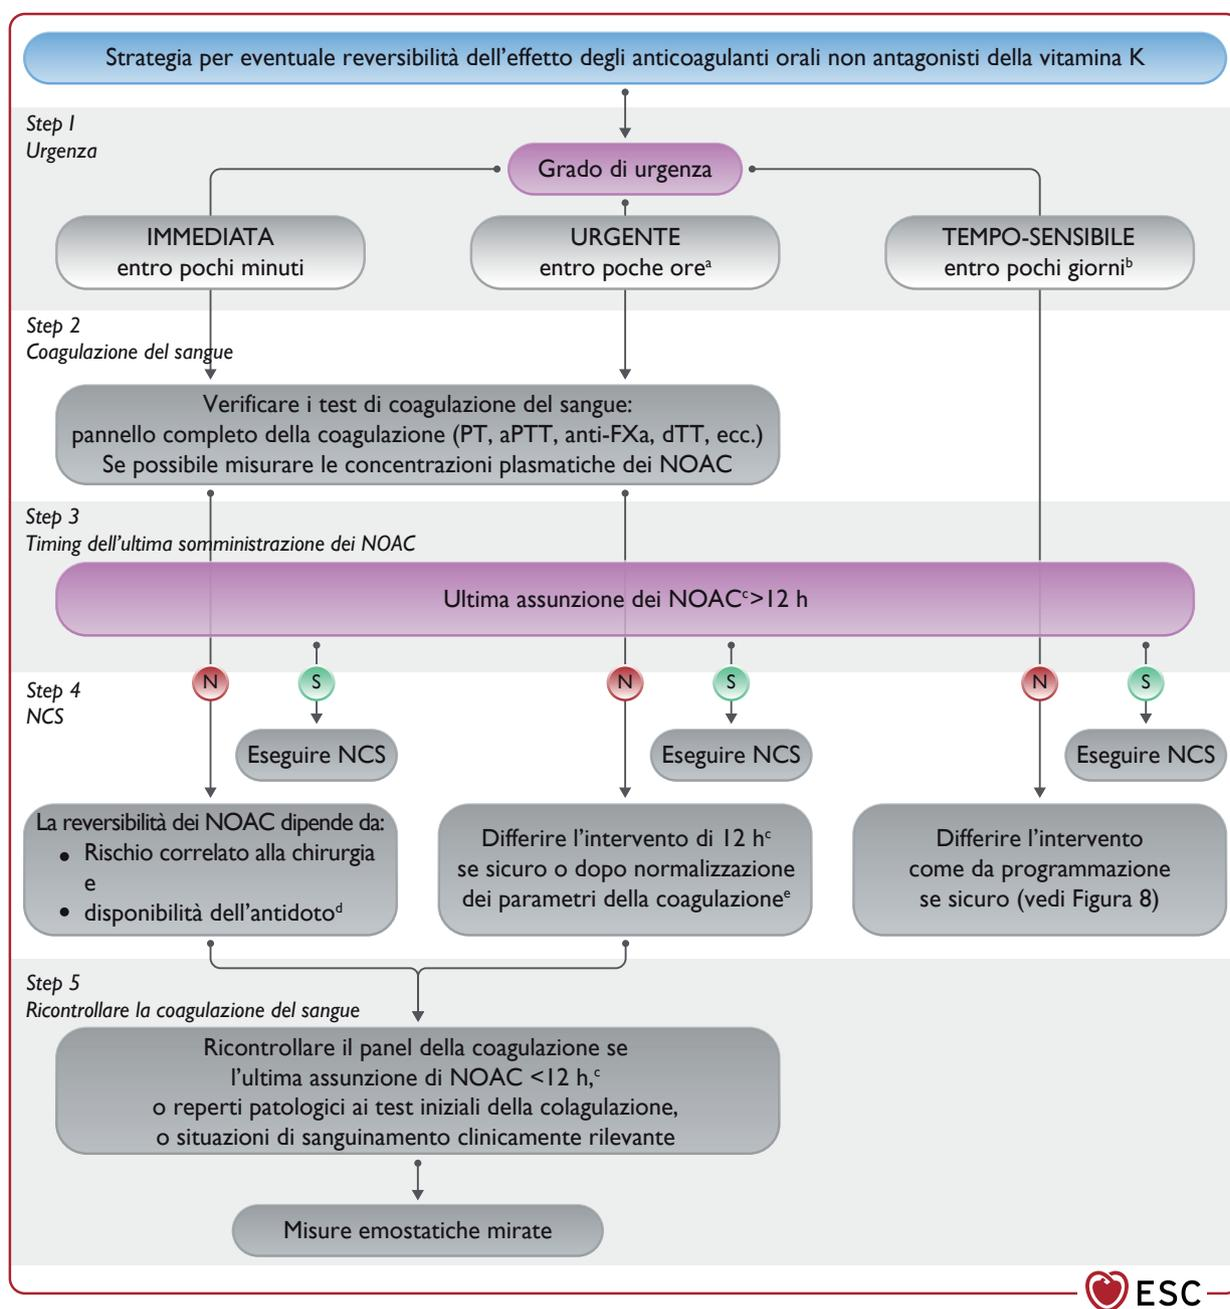 Strategia per eventuale reversibilità dell'effetto degli anticoagulanti orali non antagonisti della vitamina K
Step 1
Urgenza
Grado di urgenza
IMMEDIATA
entro pochi minuti
URGENTE
entro poche oreᵃ
TEMPO-SENSIBILE
entro pochi giorniᵇ
Step 2
Coagulazione del sangue
Verificare i test di coagulazione del sangue:
pannello completo della coagulazione (PT, aPTT, anti-FXa, dTT, ecc.)
Se possibile misurare le concentrazioni plasmatiche dei NOAC
Step 3
Timing dell'ultima somministrazione dei NOAC
Ultima assunzione dei NOACᶜ>12 h
N
S
N
S
N
S
Step 4
NCS
Eseguire NCS
Eseguire NCS
Eseguire NCS
La reversibilità dei NOAC dipende da:
• Rischio correlato alla chirurgia
e
• disponibilità dell'antidotoᵈ
Differire l'intervento di 12 hᶜ
se sicuro o dopo normalizzazione
dei parametri della coagulazioneᵉ
Differire l'intervento
come da programmazione
se sicuro (vedi Figura 8)
Step 5
Ricontrollare la coagulazione del sangue
Ricontrollare il panel della coagulazione se
l'ultima assunzione di NOAC <12 h,ᶜ
o reperti patologici ai test iniziali della colagulazione,
o situazioni di sanguinamento clinicamente rilevante
Misure emostatiche mirate
ESC